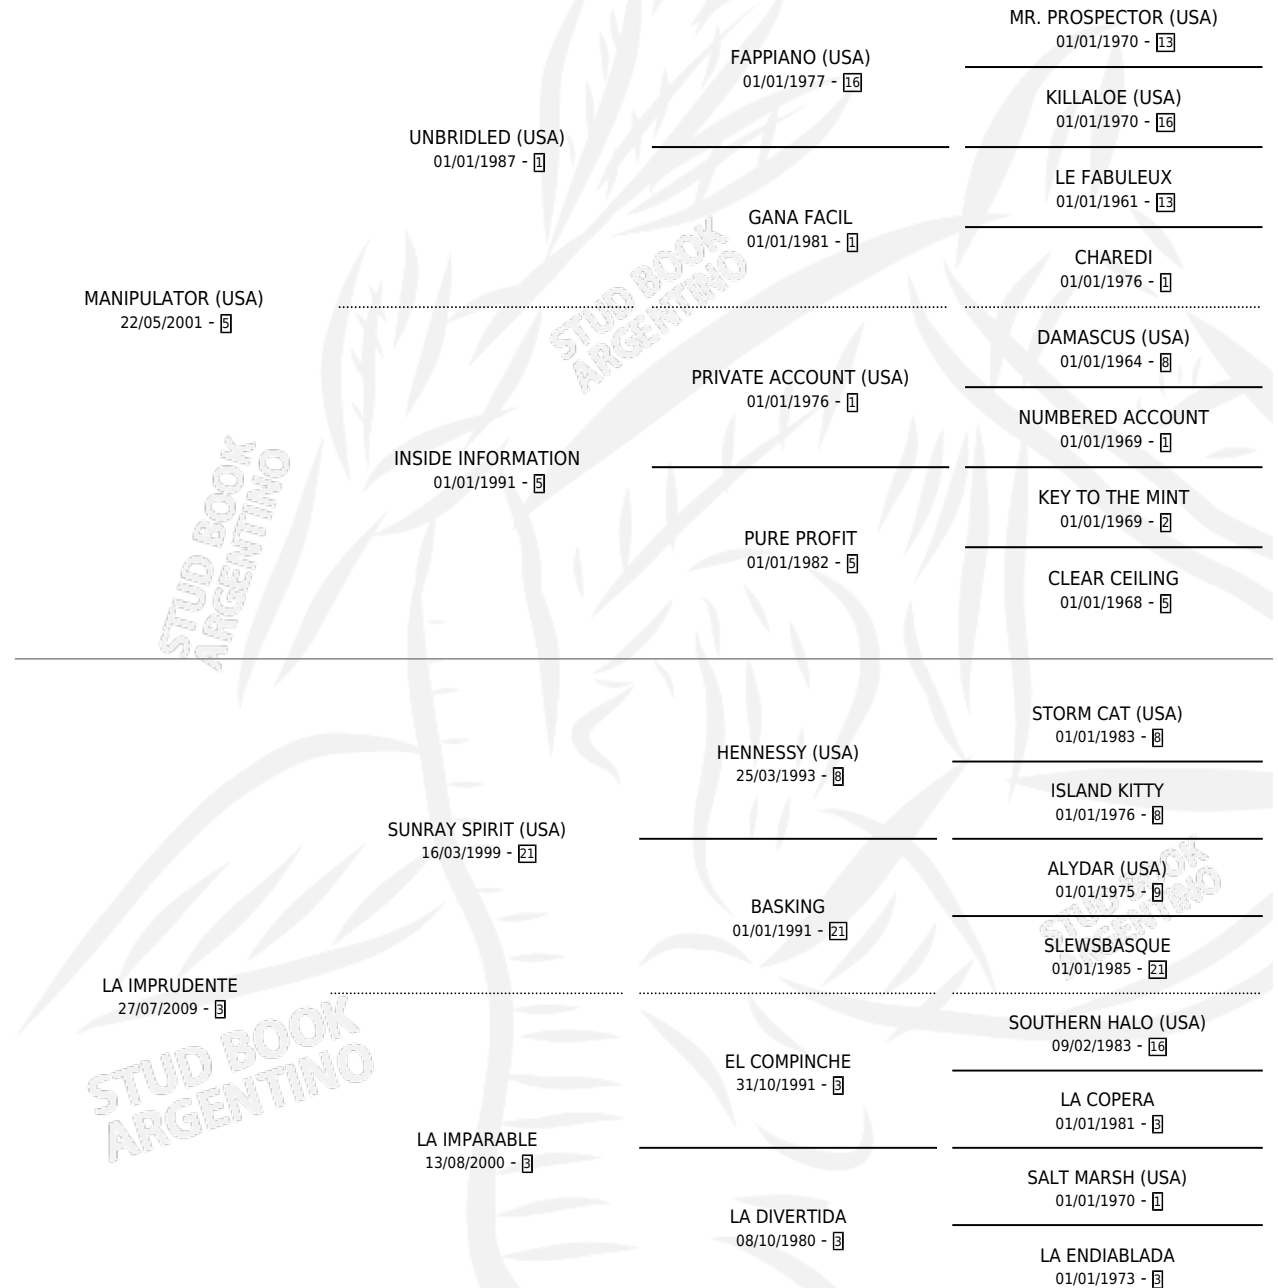 MR. PROSPECTOR (USA)
01/01/1970 - 13
FAPPIANO (USA)
01/01/1977 - 16
KILLALOE (USA)
01/01/1970 - 16
UNBRIDLED (USA)
01/01/1987 - 1
LE FABULEUX
01/01/1961 - 13
GANA FACIL
01/01/1981 - 1
CHAREDI
01/01/1976 - 1
MANIPULATOR (USA)
22/05/2001 - 5
STUD BOOK
ARGENTINO
DAMASCUS (USA)
01/01/1964 - 8
PRIVATE ACCOUNT (USA)
01/01/1976 - 1
NUMBERED ACCOUNT
01/01/1969 - 1
INSIDE INFORMATION
01/01/1991 - 5
KEY TO THE MINT
01/01/1969 - 2
PURE PROFIT
01/01/1982 - 5
CLEAR CEILING
01/01/1968 - 5
STUD BOOK
ARGENTINO
STORM CAT (USA)
01/01/1983 - 8
HENNESSY (USA)
25/03/1993 - 8
ISLAND KITTY
01/01/1976 - 8
SUNRAY SPIRIT (USA)
16/03/1999 - 21
ALYDAR (USA)
01/01/1975 - 9
BASKING
01/01/1991 - 21
SLEWSBASQUE
01/01/1985 - 21
STUD BOOK
ARGENTINO
LA IMPRUDENTE
27/07/2009 - 3
SOUTHERN HALO (USA)
09/02/1983 - 16
EL COMPINCHE
31/10/1991 - 3
LA COPERA
01/01/1981 - 3
STUD BOOK
ARGENTINO
LA IMPARABLE
13/08/2000 - 3
SALT MARSH (USA)
01/01/1970 - 1
LA DIVERTIDA
08/10/1980 - 3
LA ENDIABLADA
01/01/1973 - 3